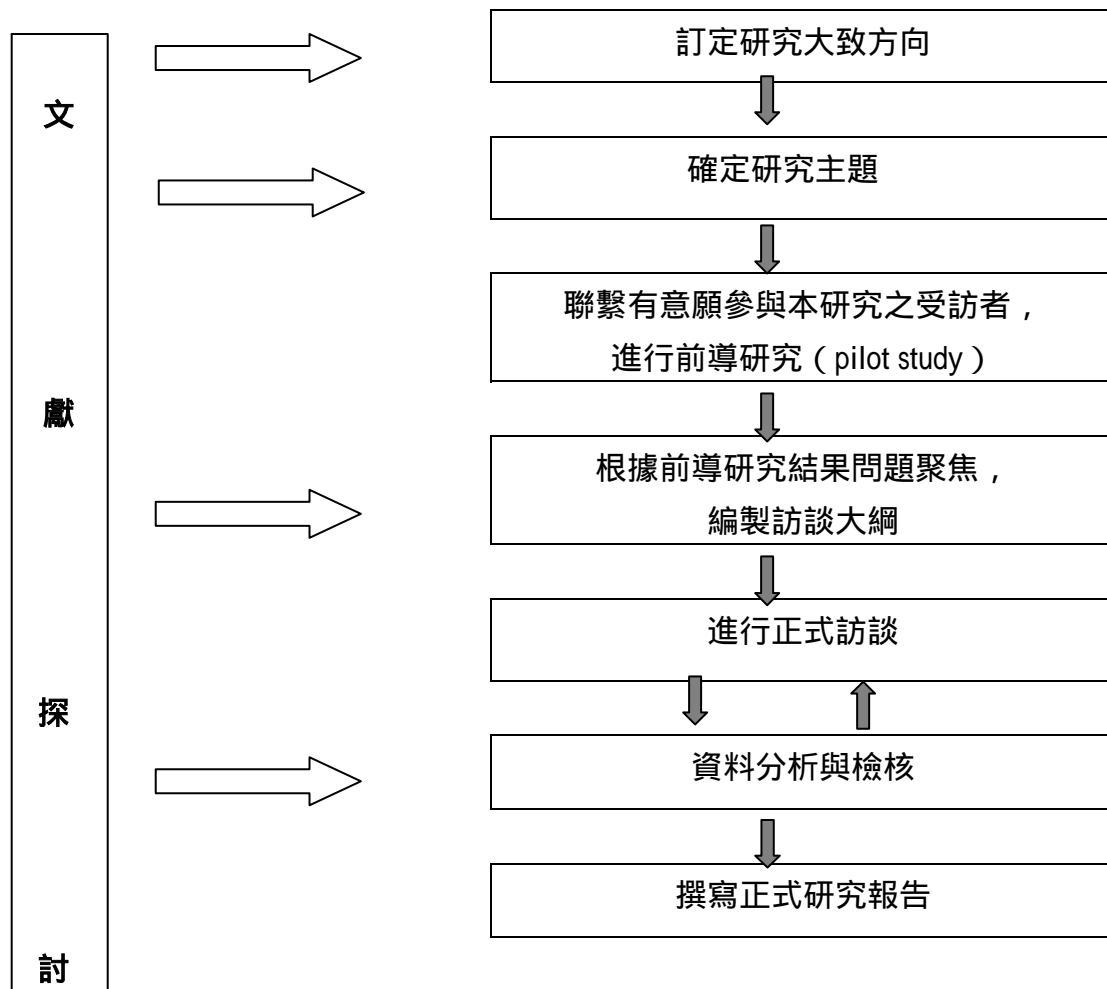 文
獻
探
討
訂定研究大致方向
確定研究主題
聯繫有意願參與本研究之受訪者，
進行前導研究（pilot study）
根據前導研究結果問題聚焦，
編製訪談大綱
進行正式訪談
資料分析與檢核
撰寫正式研究報告